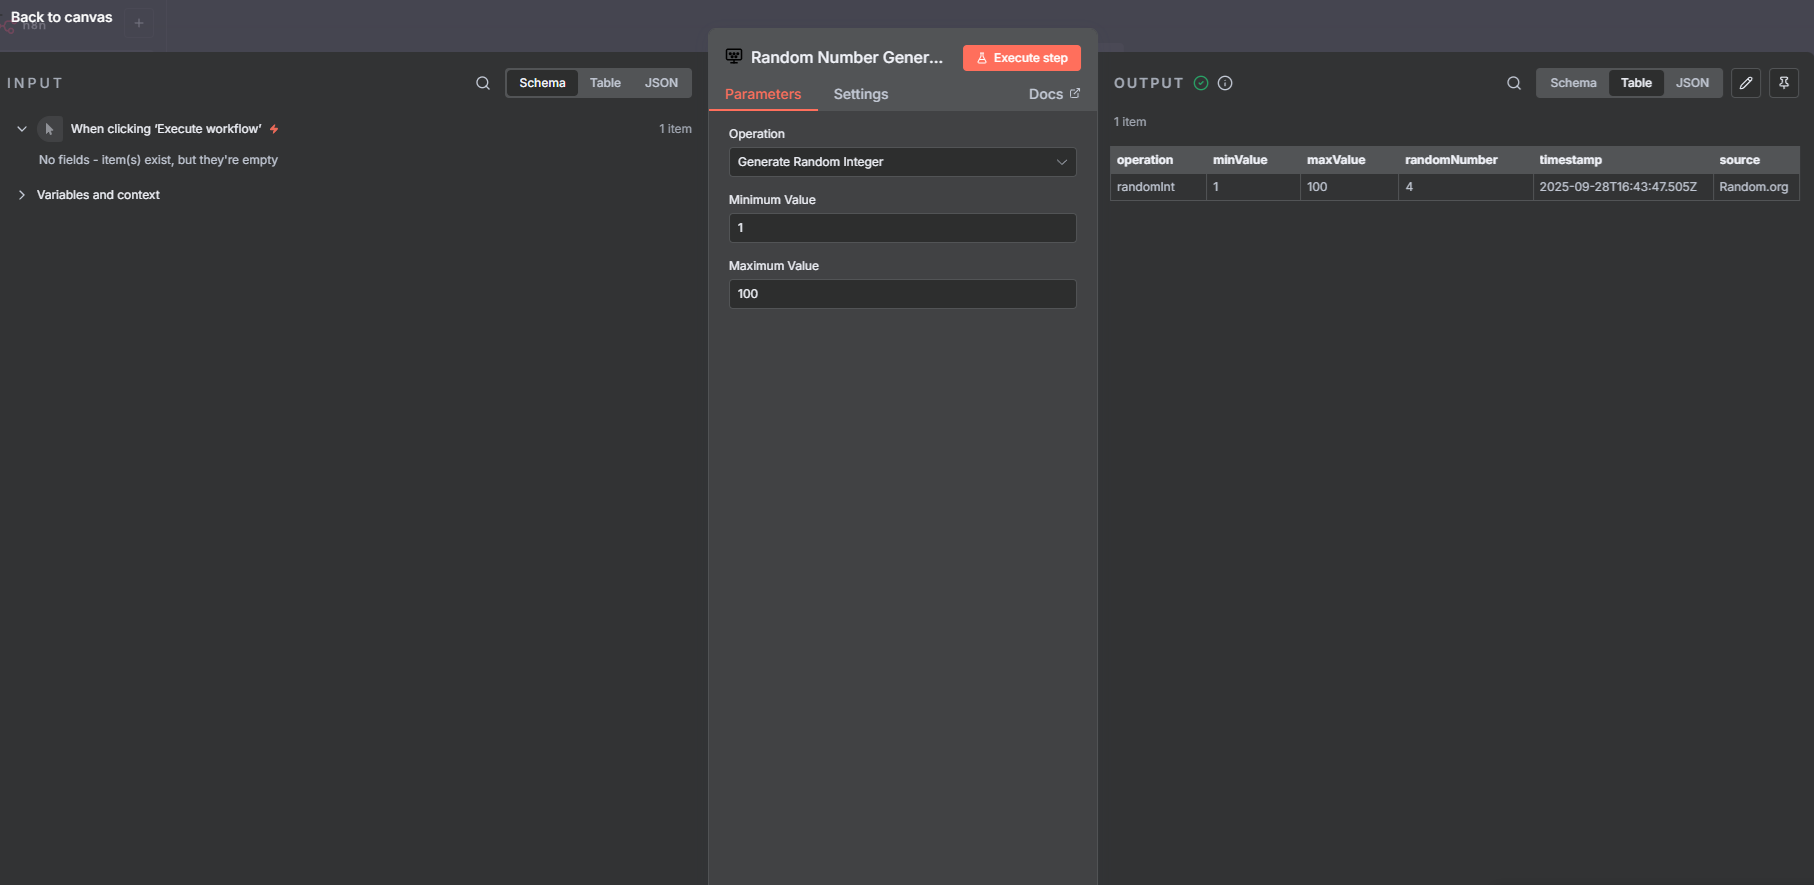 Back to canvas
n8n
+
INPUT
Schema
Table
JSON
When clicking ‘Execute workflow’
1 item
No fields - item(s) exist, but they're empty
Variables and context
Random Number Gener...
Execute step
Parameters
Settings
Docs
Operation
Generate Random Integer
Minimum Value
1
Maximum Value
100
OUTPUT
Schema
Table
JSON
1 item
operation minValue maxValue randomNumber timestamp source
randomInt 1 100 4 2025-09-28T16:43:47.505Z Random.org